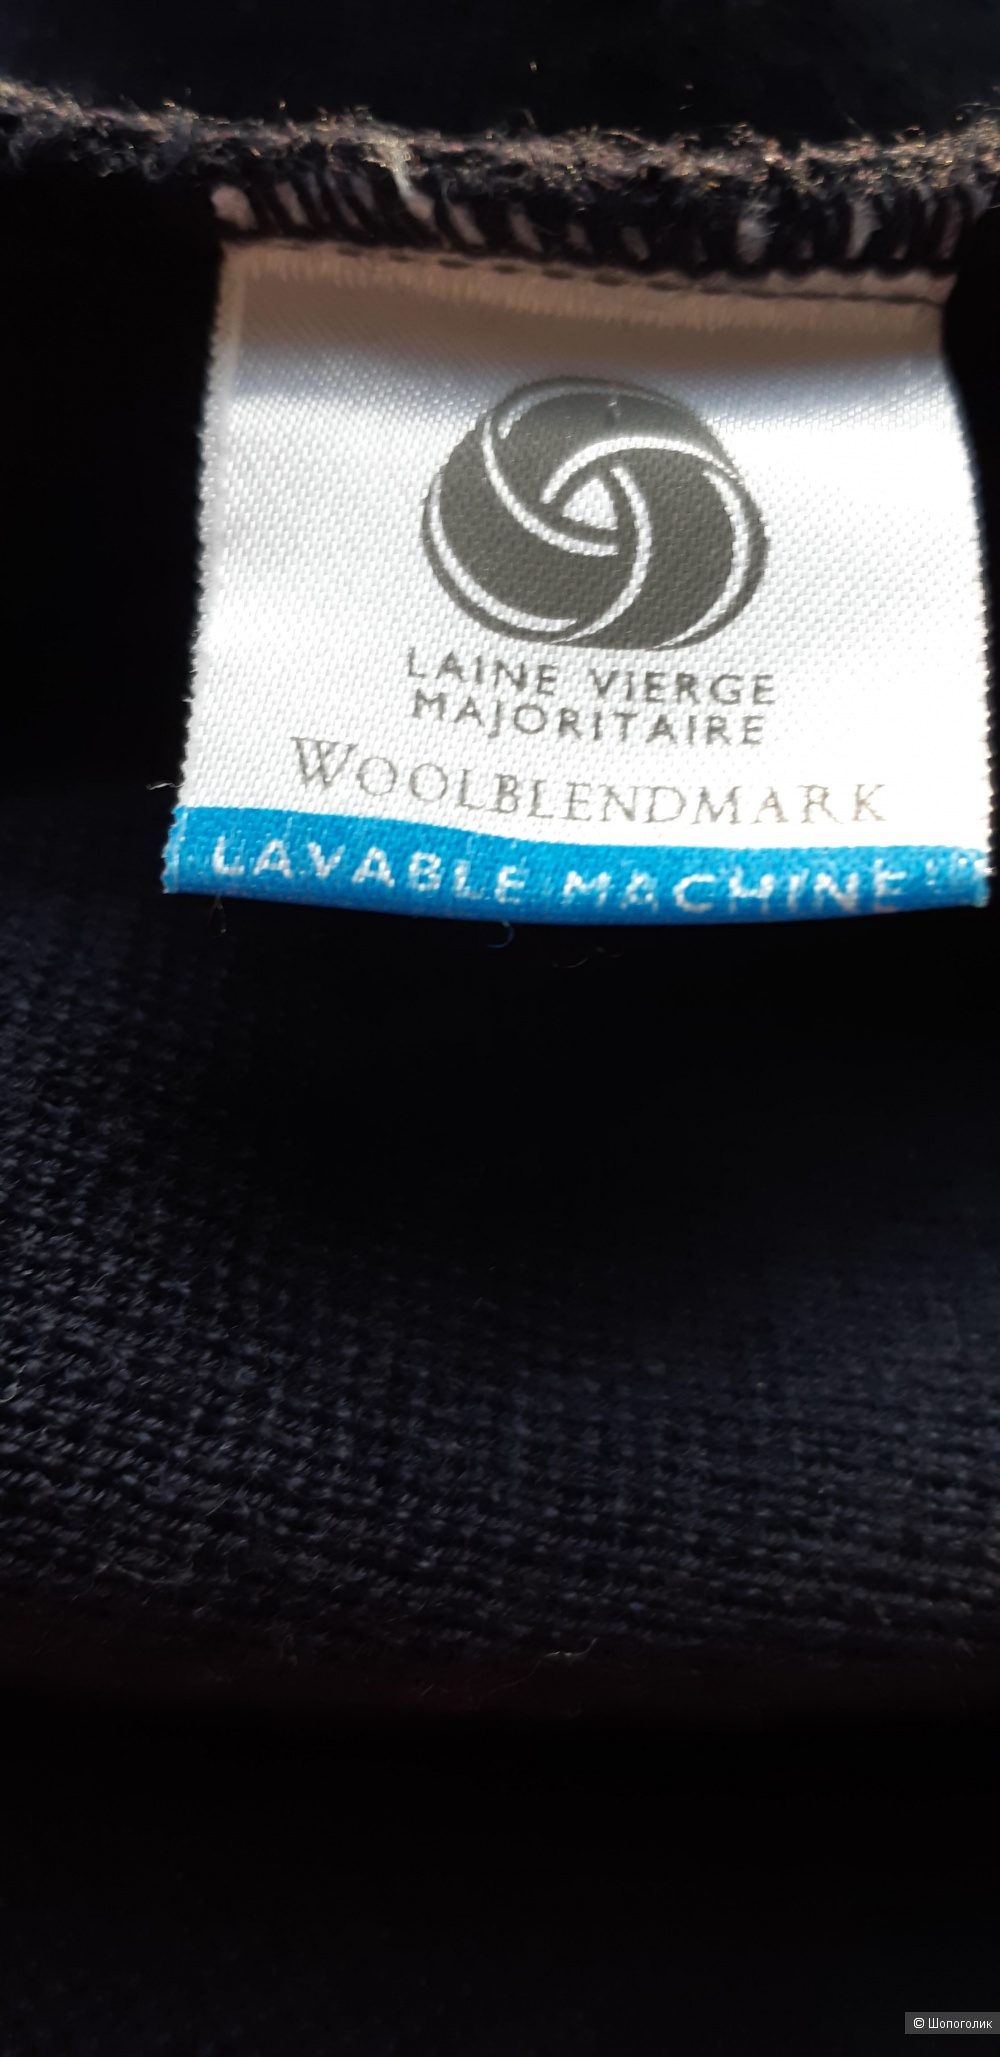 LAINE VIERGE
MAJORITAIRE
WOOLBLENDMARK
LAVABLE MACHINE
© Шопоголик